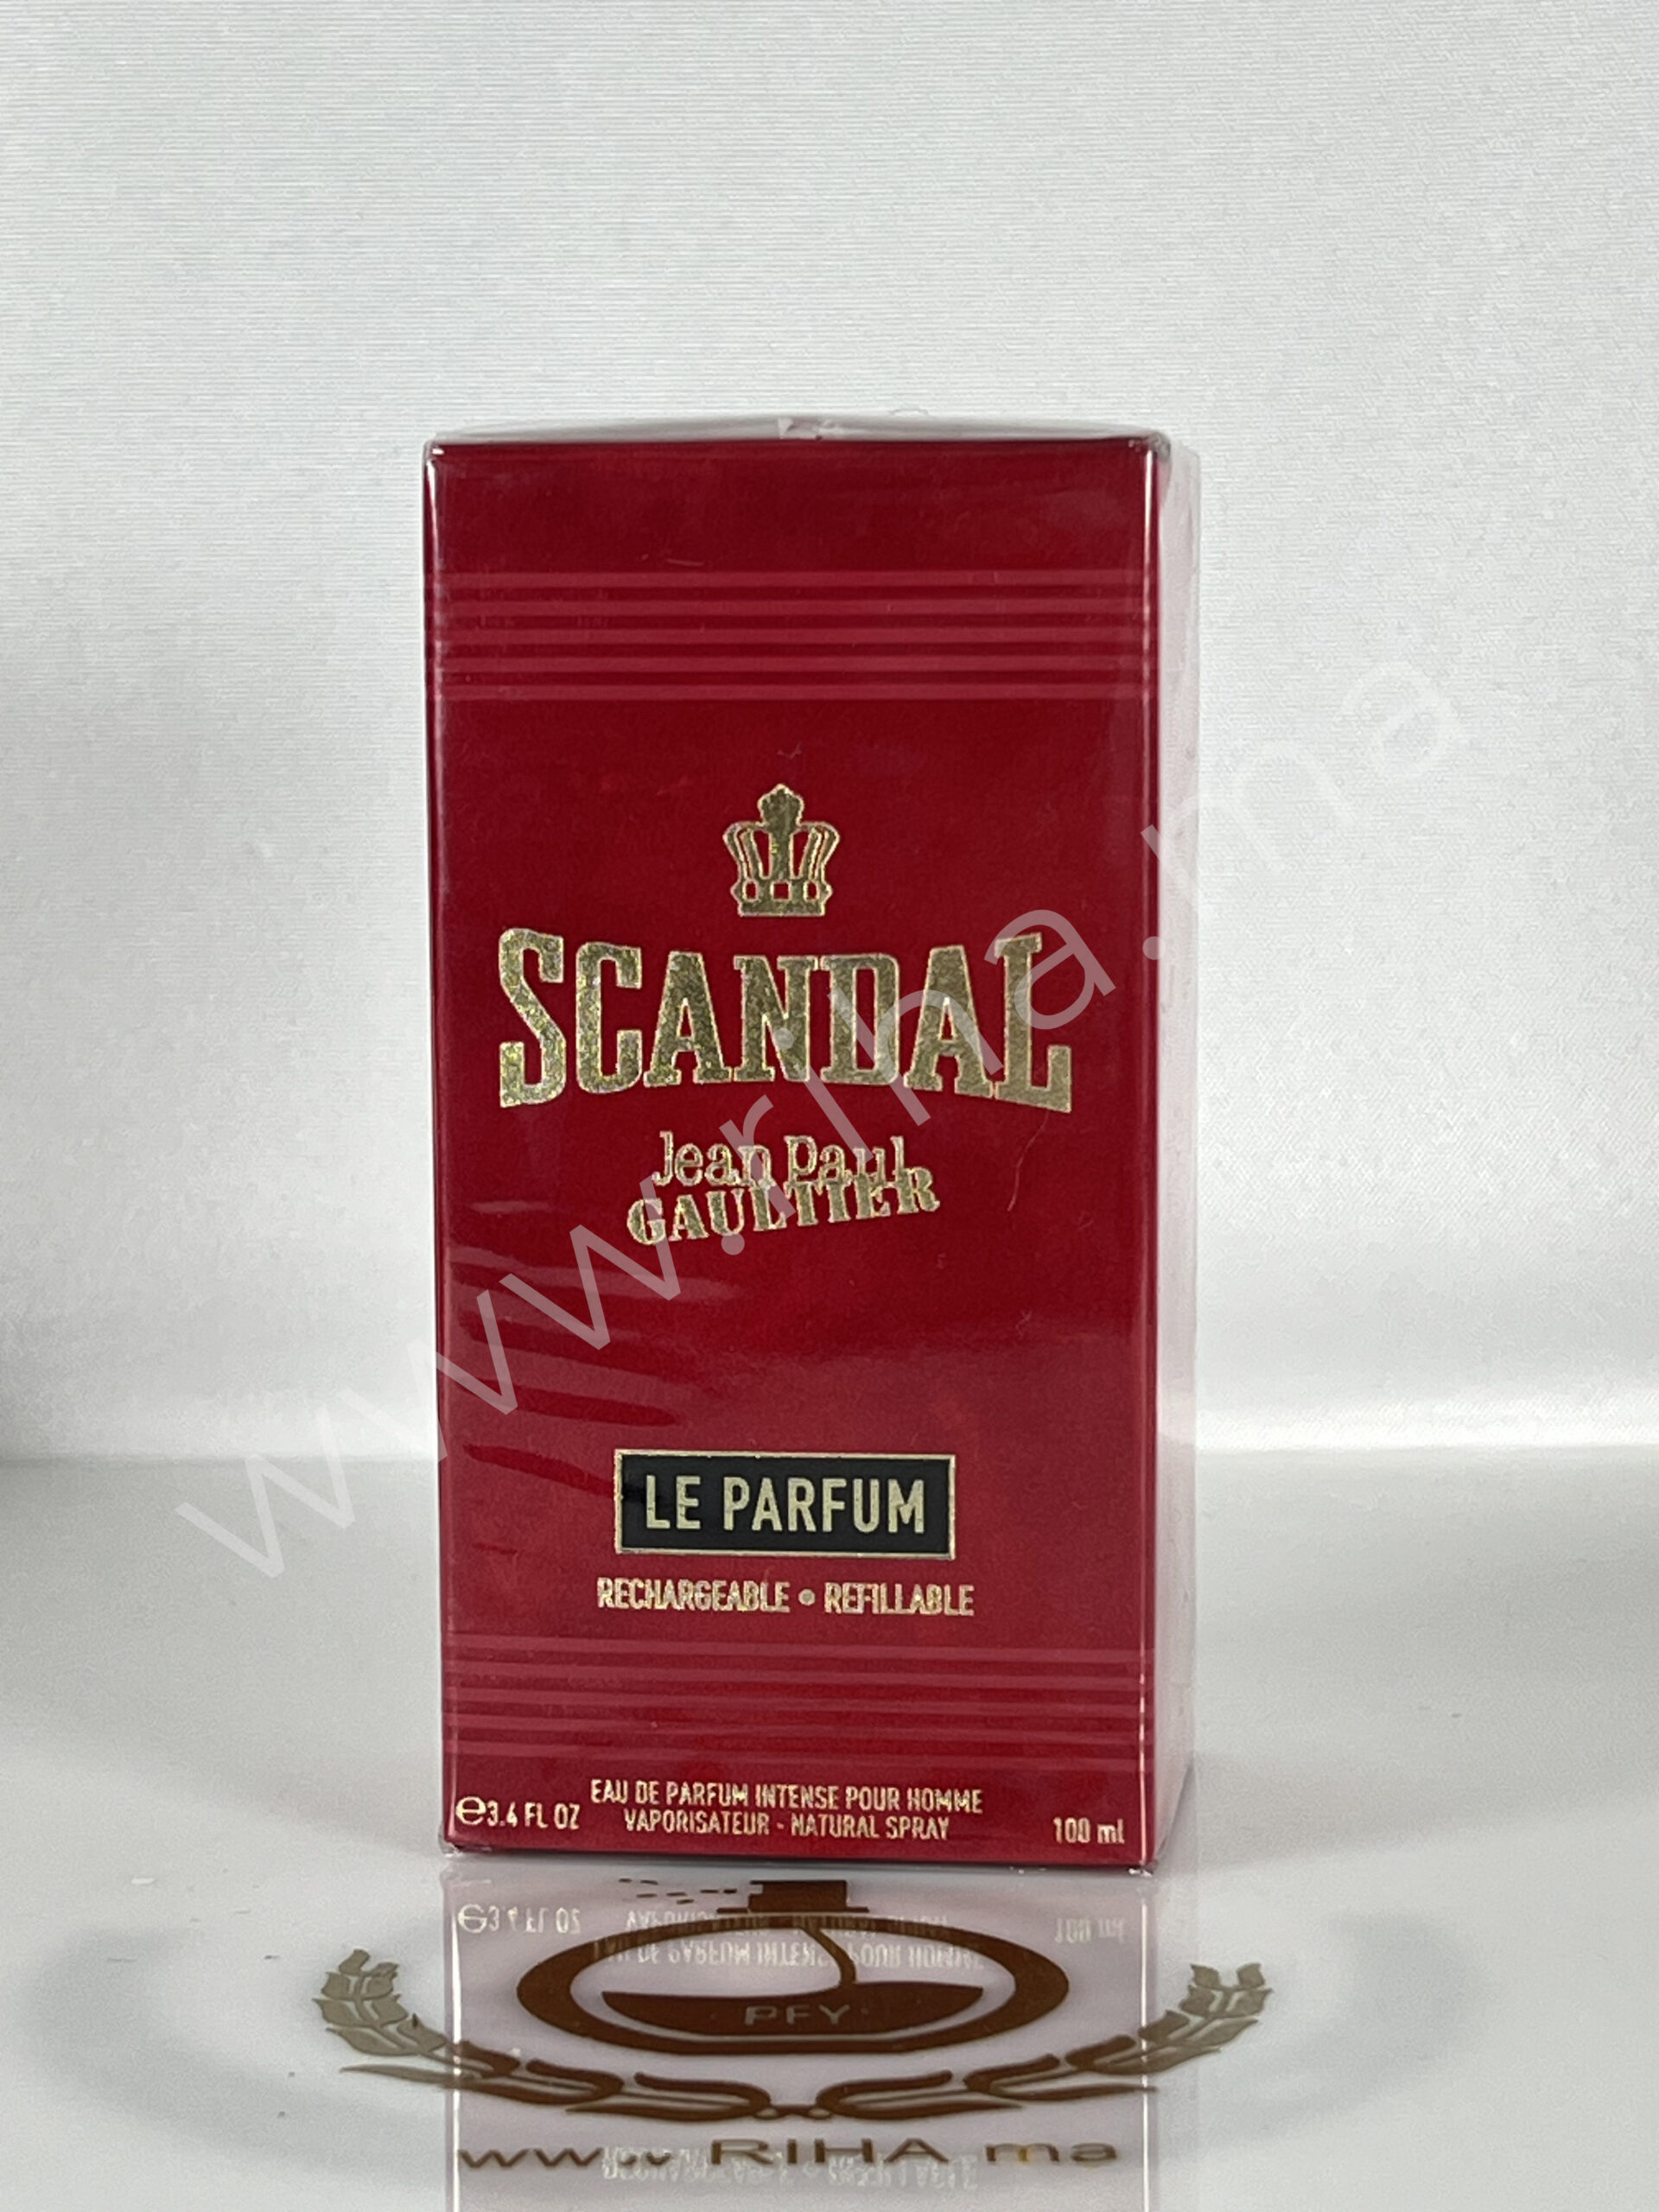 SCANDAL
Jean Paul
GAULTIER
www.riha.ma
LE PARFUM
RECHARGEABLE • REFILLABLE
EAU DE PARFUM INTENSE POUR HOMME
℮3.4 FL OZ VAPORISATEUR - NATURAL SPRAY 100 ml
PFY
www.RIHA.ma